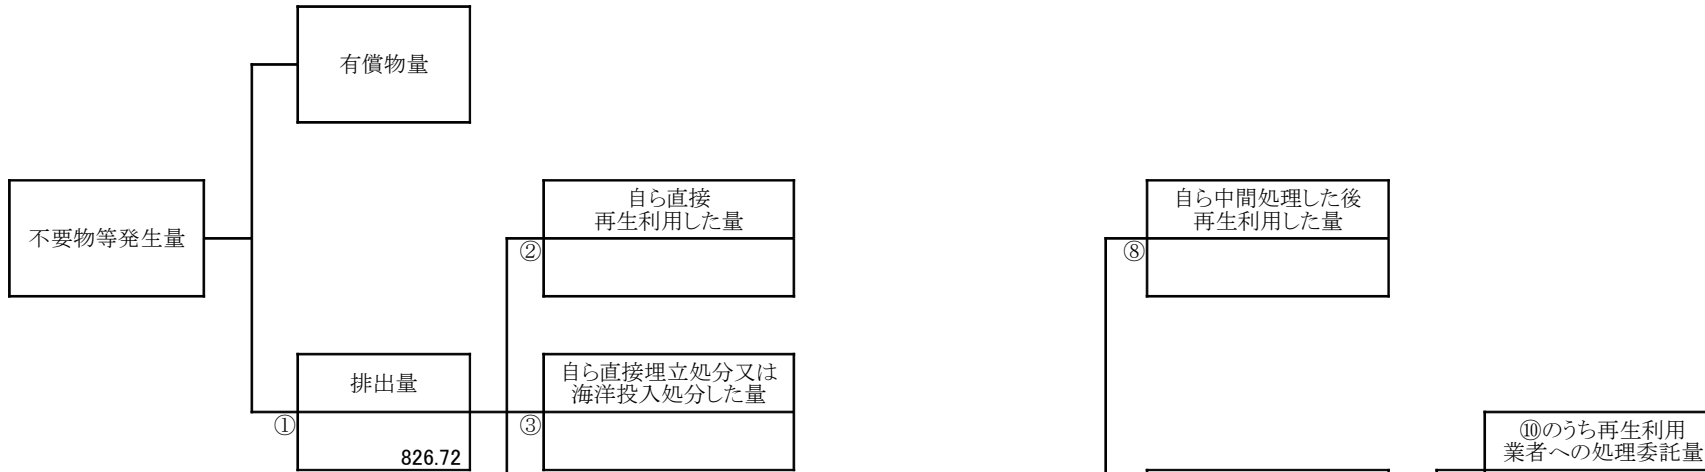 有償物量
不要物等発生量
自ら直接
再生利用した量
②
自ら中間処理した後
再生利用した量
⑧
排出量
①
826.72
自ら直接埋立処分又は
海洋投入処分した量
③
⑩のうち再生利用
業者への処理委託量